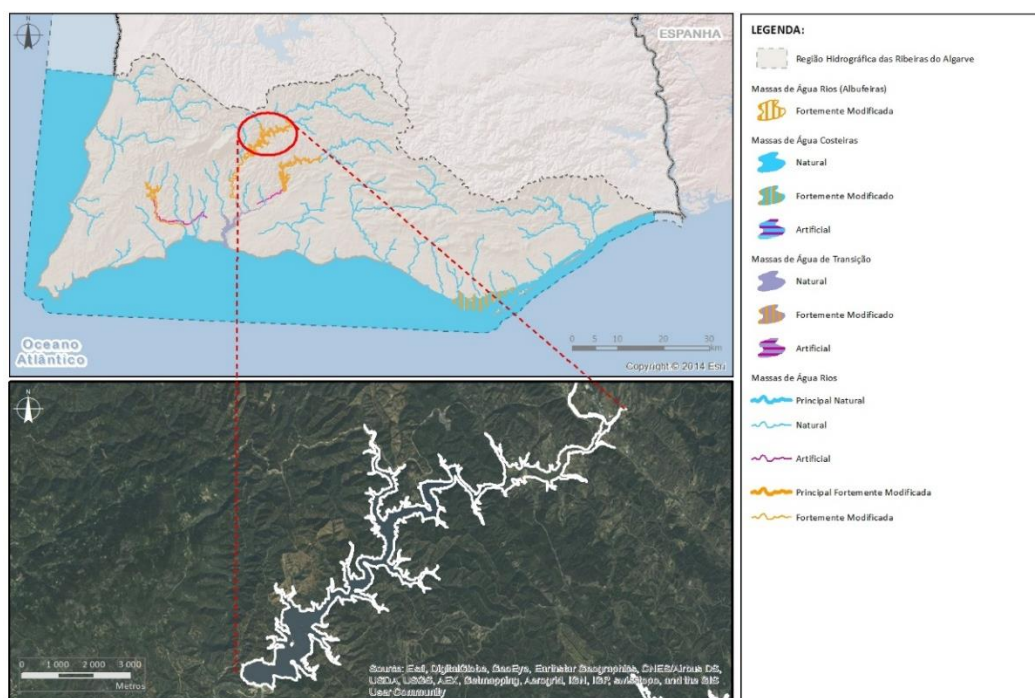 N
ESPANHA
Oceano
Atlântico
0 5 10 20 30
km
Copyright © 2014 Esri
N
0 1 000 2 000 3 000
Metros
Source: Esri, DigitalGlobe, GeoEye, Earthstar Geographics, CNES/Airbus DS,
USDA, USGS, AEX, Getmapping, Aerogrid, IGN, IGP, swisstopo, and the GIS
User Community
LEGENDA:
Região Hidrográfica das Ribeiras do Algarve
Massas de Água Rios (Albufeiras)
Fortemente Modificada
Massas de Água Costeiras
Natural
Fortemente Modificado
Artificial
Massas de Água de Transição
Natural
Fortemente Modificado
Artificial
Massas de Água Rios
Principal Natural
Natural
Artificial
Principal Fortemente Modificada
Fortemente Modificada